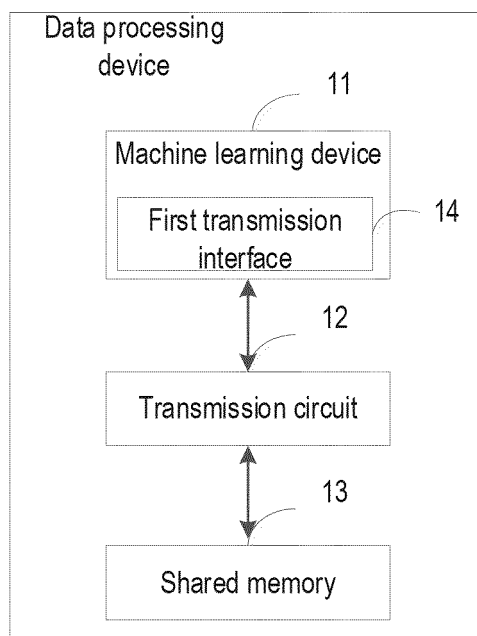 Data processing
device
11
Machine learning device
First transmission
interface
14
12
Transmission circuit
13
Shared memory